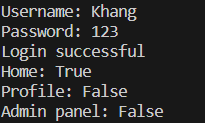 Username: Khang
Password: 123
Login successful
Home: True
Profile: False
Admin panel: False